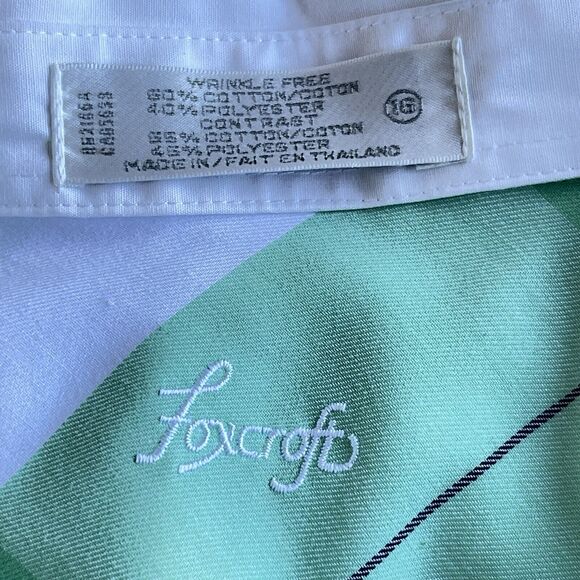 WRINKLE FREE
60% COTTON/COTON
40% POLYESTER
CONTRAST
55% COTTON/COTON
45% POLYESTER
MADE IN/FAIT EN THAILAND
16
Foxcroft